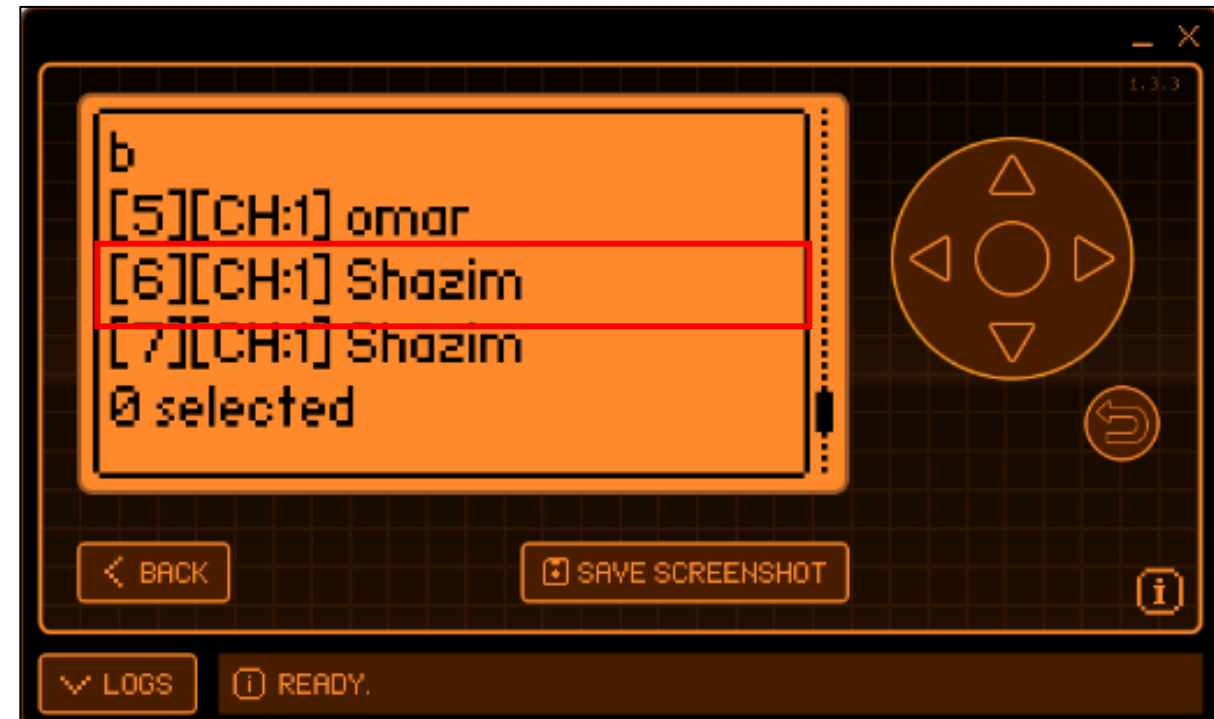 1.3.3
b
[5][CH:1] omar
[6][CH:1] Shazim
[7][CH:1] Shazim
0 selected
BACK
SAVE SCREENSHOT
LOGS
READY.